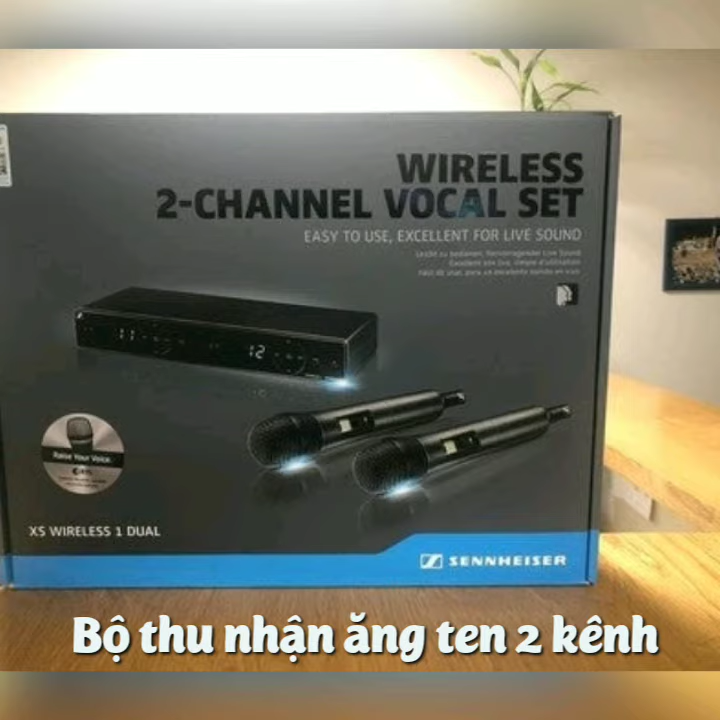 WIRELESS
2-CHANNEL VOCAL SET
EASY TO USE, EXCELLENT FOR LIVE SOUND
Raise Your Voice
XS WIRELESS 1 DUAL
SENNHEISER
Bộ thu nhận ăng ten 2 kênh